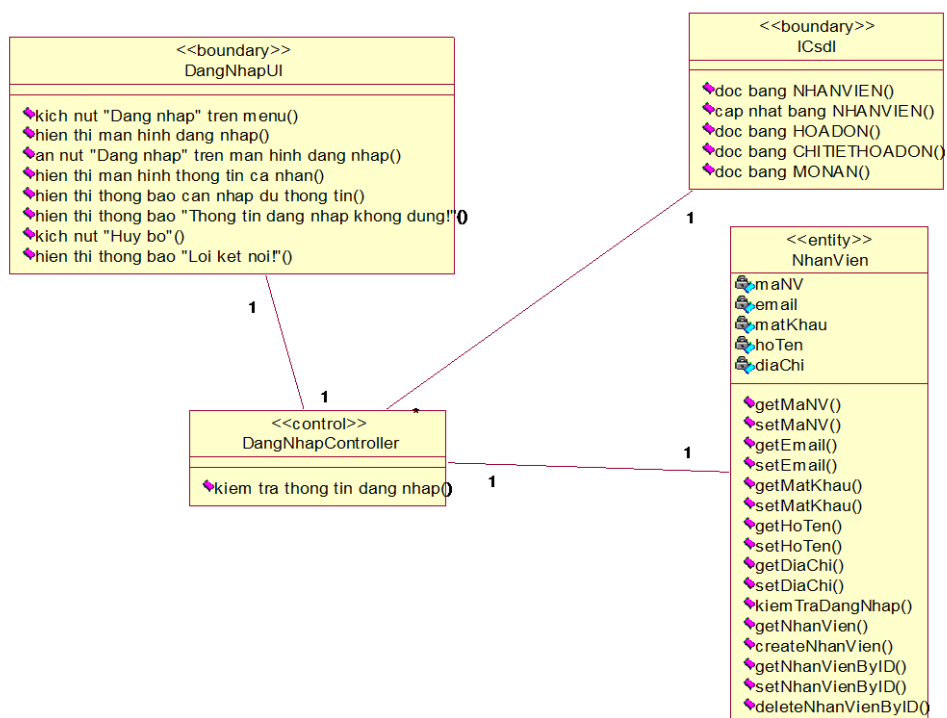 <<boundary>>
DangNhapUI
kich nut "Dang nhap" tren menu()
hien thi man hinh dang nhap()
an nut "Dang nhap" tren man hinh dang nhap()
hien thi man hinh thong tin ca nhan()
hien thi thong bao can nhap du thong tin()
hien thi thong bao "Thong tin dang nhap khong dung!"()
kich nut "Huy bo"()
hien thi thong bao "Loi ket noi!"()
<<boundary>>
ICsdl
doc bang NHANVIEN()
cap nhat bang NHANVIEN()
doc bang HOADON()
doc bang CHITIETHOADON()
doc bang MONAN()
1
1
1
*
<<control>>
DangNhapController
kiem tra thong tin dang nhap()
1
1
<<entity>>
NhanVien
maNV
email
matKhau
hoTen
diaChi
getMaNV()
setMaNV()
getEmail()
setEmail()
getMatKhau()
setMatKhau()
getHoTen()
setHoTen()
getDiaChi()
setDiaChi()
kiemTraDangNhap()
getNhanVien()
createNhanVien()
getNhanVienByID()
setNhanVienByID()
deleteNhanVienByID()